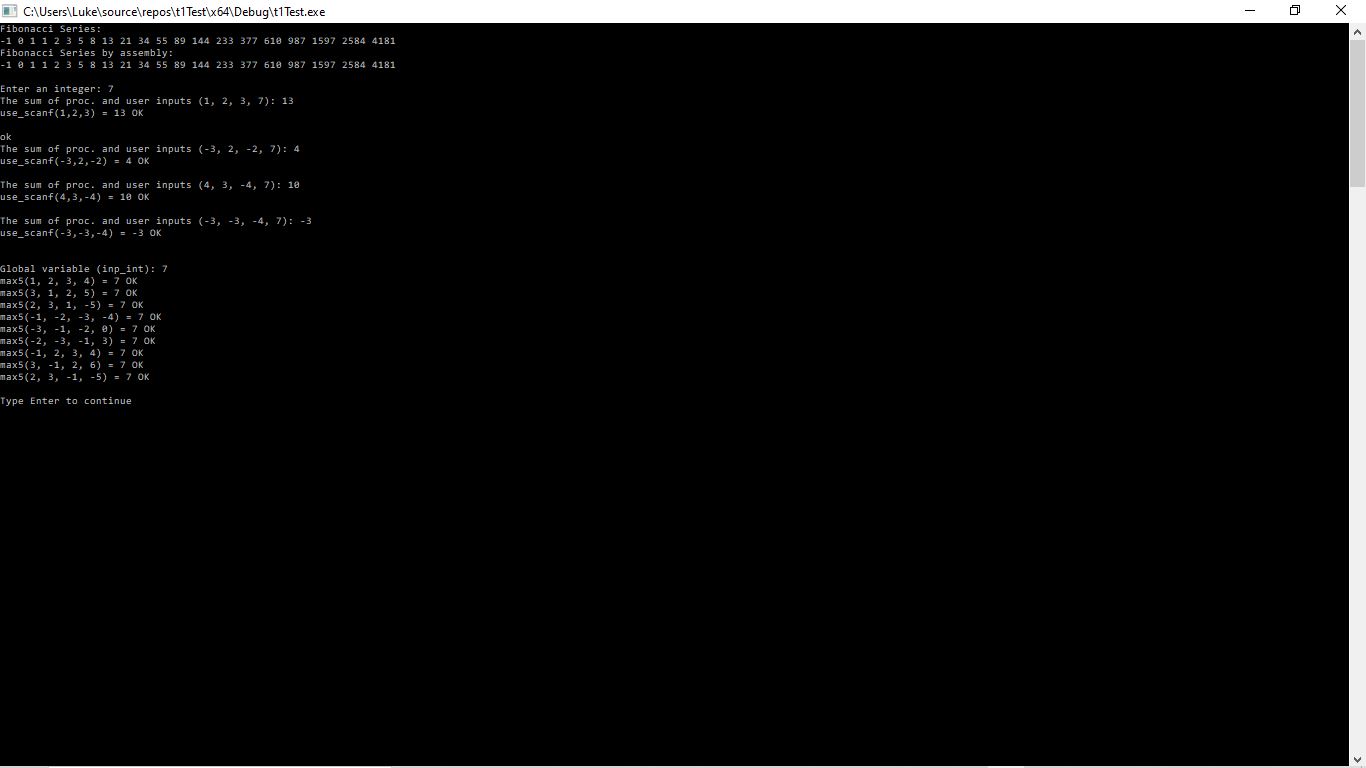 C:\Users\Luke\source\repos\t1Test\x64\Debug\t1Test.exe
Fibonacci Series:
-1 0 1 1 2 3 5 8 13 21 34 55 89 144 233 377 610 987 1597 2584 4181
Fibonacci Series by assembly:
-1 0 1 1 2 3 5 8 13 21 34 55 89 144 233 377 610 987 1597 2584 4181
Enter an integer: 7
The sum of proc. and user inputs (1, 2, 3, 7): 13
use_scanf(1,2,3) = 13 OK
ok
The sum of proc. and user inputs (-3, 2, -2, 7): 4
use_scanf(-3,2,-2) = 4 OK
The sum of proc. and user inputs (4, 3, -4, 7): 10
use_scanf(4,3,-4) = 10 OK
The sum of proc. and user inputs (-3, -3, -4, 7): -3
use_scanf(-3,-3,-4) = -3 OK
Global variable (inp_int): 7
max5(1, 2, 3, 4) = 7 OK
max5(3, 1, 2, 5) = 7 OK
max5(2, 3, 1, -5) = 7 OK
max5(-1, -2, -3, -4) = 7 OK
max5(-3, -1, -2, 0) = 7 OK
max5(-2, -3, -1, 3) = 7 OK
max5(-1, 2, 3, 4) = 7 OK
max5(3, -1, 2, 6) = 7 OK
max5(2, 3, -1, -5) = 7 OK
Type Enter to continue